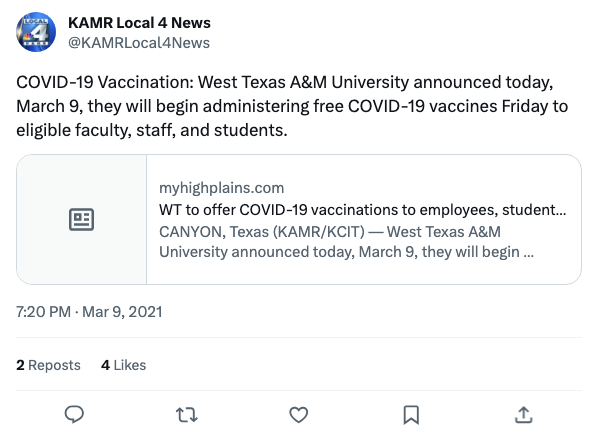 KAMR Local 4 News
@KAMRLocal4News
COVID-19 Vaccination: West Texas A&M University announced today,
March 9, they will begin administering free COVID-19 vaccines Friday to
eligible faculty, staff, and students.
myhighplains.com
WT to offer COVID-19 vaccinations to employees, student...
CANYON, Texas (KAMR/KCIT) — West Texas A&M
University announced today, March 9, they will begin ...
7:20 PM · Mar 9, 2021
2 Reposts 4 Likes